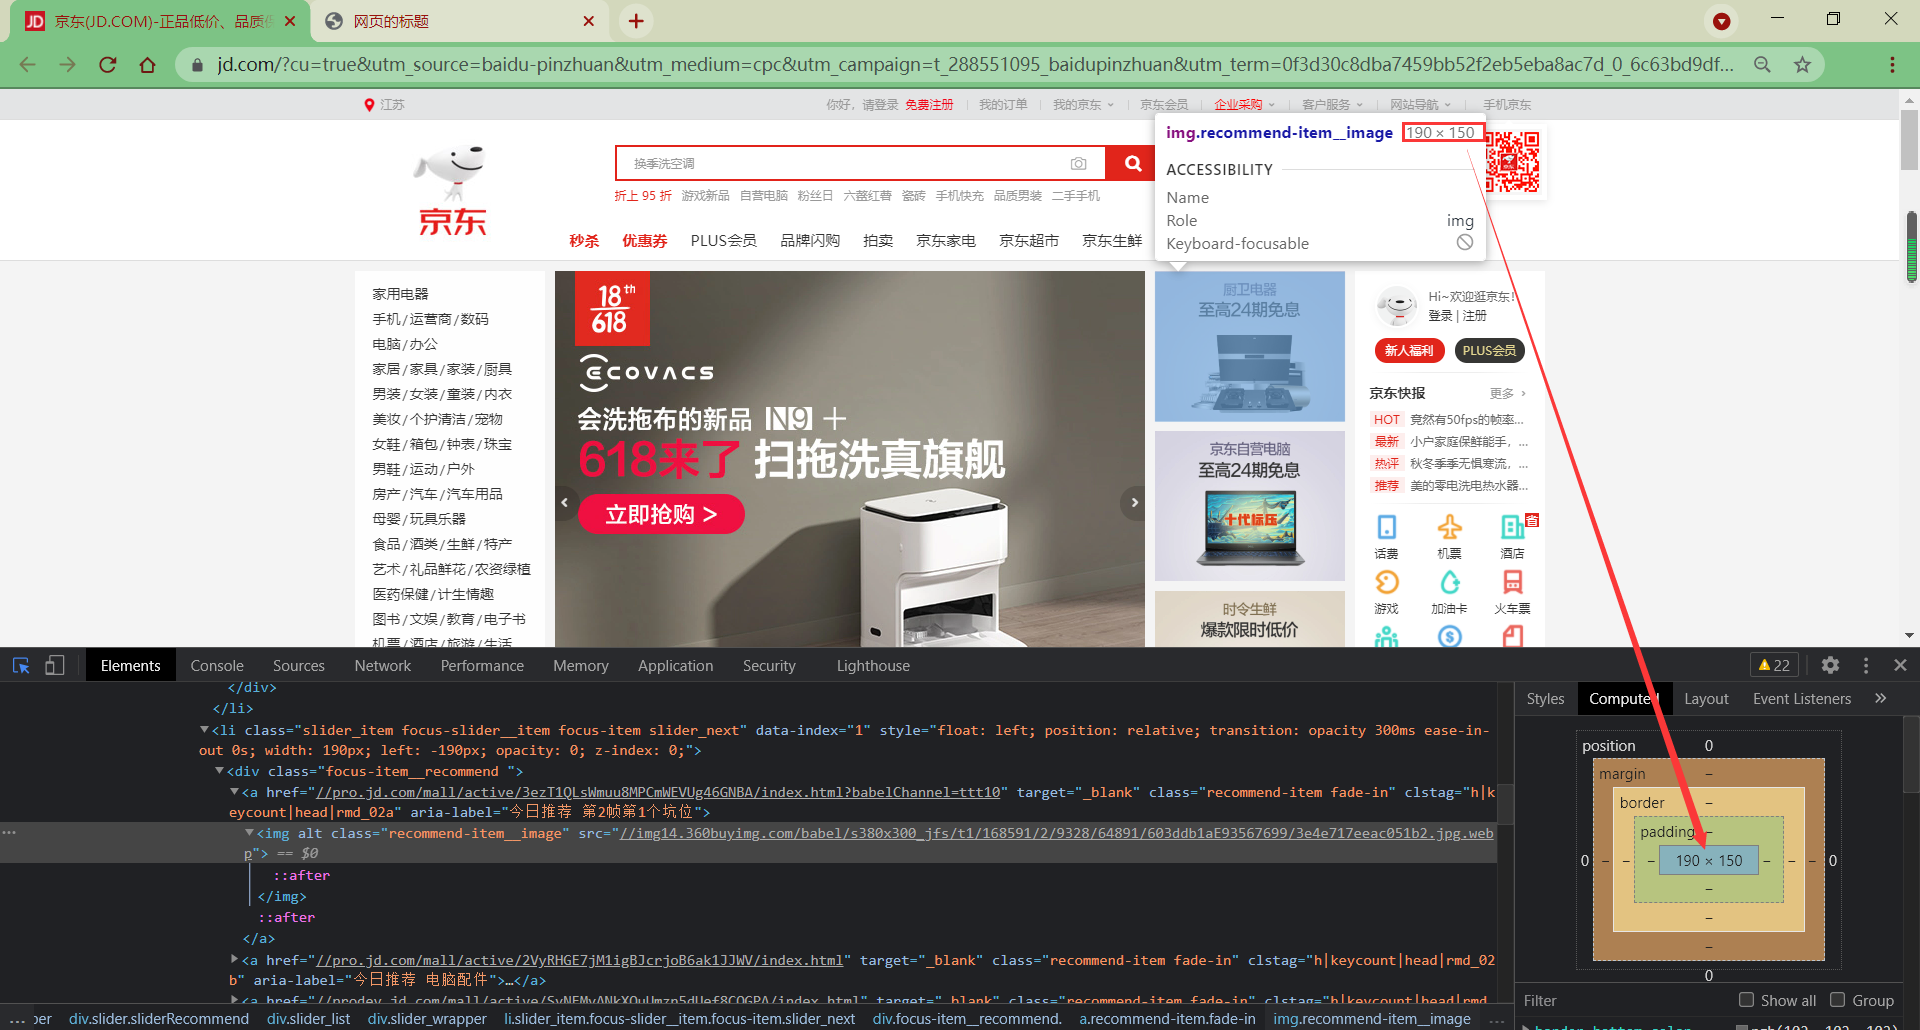 京东(JD.COM)-正品低价、品质
网页的标题
jd.com/?cu=true&utm_source=baidu-pinzhuan&utm_medium=cpc&utm_campaign=t_288551095_baidupinzhuan&utm_term=0f3d30c8dba7459bb52f2eb5eba8ac7d_0_6c63bd9df...
江苏
你好，请登录 免费注册
我的订单
我的京东
京东会员
企业采购
客户服务
网站导航
手机京东
京东
换季洗空调
折上 95 折 游戏新品 自营电脑 粉丝日 六盔红薯 瓷砖 手机快充 品质男装 二手手机
秒杀 优惠券 PLUS会员 品牌闪购 拍卖 京东家电 京东超市 京东生鲜
img.recommend-item__image 190 × 150
ACCESSIBILITY
Name
Role img
Keyboard-focusable
家用电器
手机/运营商/数码
电脑/办公
家居/家具/家装/厨具
男装/女装/童装/内衣
美妆/个护清洁/宠物
女鞋/箱包/钟表/珠宝
男鞋/运动/户外
房产/汽车/汽车用品
母婴/玩具乐器
食品/酒类/生鲜/特产
艺术/礼品鲜花/农资绿植
医药保健/计生情趣
图书/文娱/教育/电子书
机票/酒店/旅游/生活
18th
618
ECOVACS
会洗拖布的新品 N9 +
618来了 扫拖洗真旗舰
立即抢购 >
厨卫电器
至高24期免息
京东自营电脑
至高24期免息
十代标压
时令生鲜
爆款限时低价
Hi~欢迎逛京东!
登录 | 注册
新人福利 PLUS会员
京东快报 更多
HOT 竟然有50fps的帧率...
最新 小户家庭保鲜能手，...
热评 秋冬季季无惧寒流，...
推荐 美的零电洗电热水器...
省
话费 机票 酒店
游戏 加油卡 火车票
Elements Console Sources Network Performance Memory Application Security Lighthouse 22
</div>
</li>
<li class="slider_item focus-slider__item focus-item slider_next" data-index="1" style="float: left; position: relative; transition: opacity 300ms ease-in-
out 0s; width: 190px; left: -190px; opacity: 0; z-index: 0;">
<div class="focus-item__recommend ">
<a href="//pro.jd.com/mall/active/3ezT1QLsWmuu8MPCmWEVUg46GNBA/index.html?babelChannel=ttt10" target="_blank" class="recommend-item fade-in" clstag="h|k
eycount|head|rmd_02a" aria-label="今日推荐 第2帧第1个坑位">
<img alt class="recommend-item__image" src="//img14.360buyimg.com/babel/s380x300_jfs/t1/168591/2/9328/64891/603ddb1aE93567699/3e4e717eeac051b2.jpg.web
p"> == $0
::after
</img>
::after
</a>
<a href="//pro.jd.com/mall/active/2VyRHGE7jM1igBJcrjoB6ak1JJWV/index.html" target="_blank" class="recommend-item fade-in" clstag="h|keycount|head|rmd_02
b" aria-label="今日推荐 电脑配件">…</a>
... per div.slider.sliderRecommend div.slider_list div.slider_wrapper li.slider_item.focus-slider__item.focus-item.slider_next div.focus-item__recommend. a.recommend-item.fade-in img.recommend-item__image ...
Styles Computed Layout Event Listeners »
position 0
margin –
border –
padding –
0 – – – 190 × 150 – – – 0
–
–
–
0
Filter Show all Group